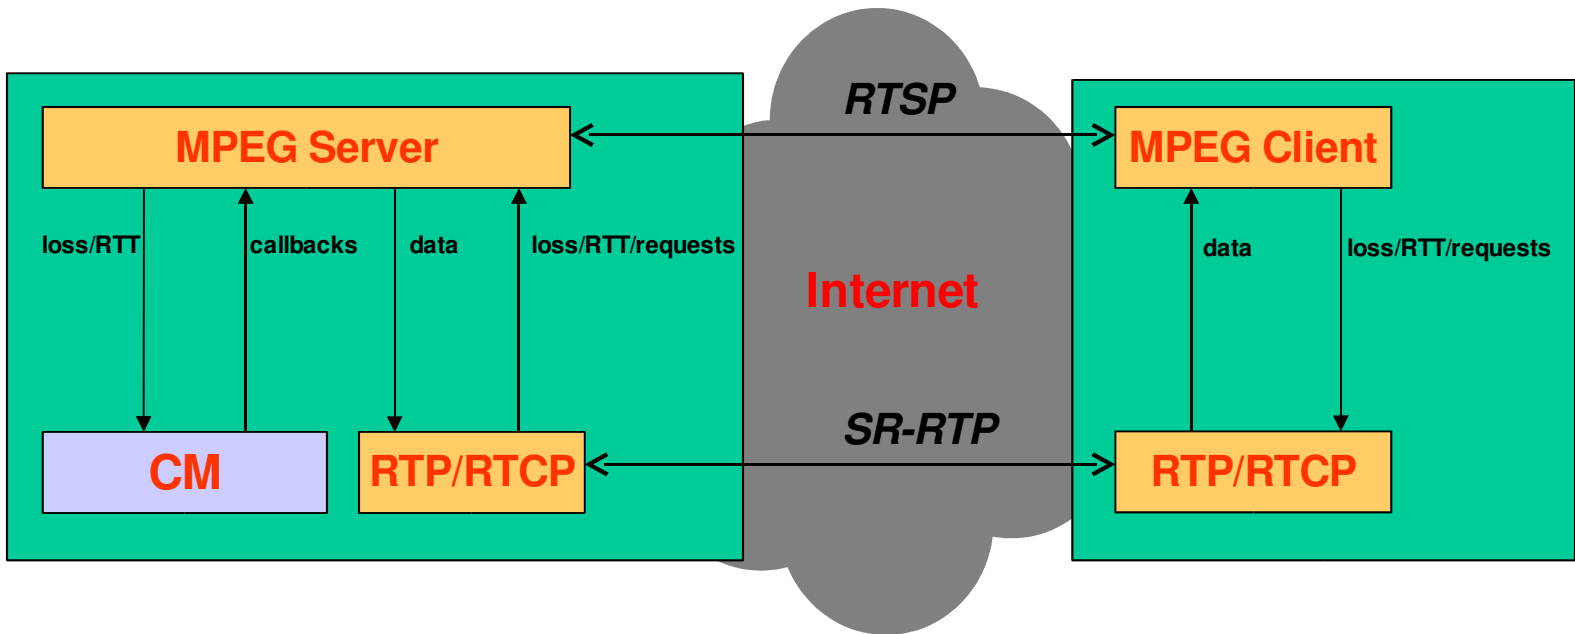 RTSP
MPEG Server
MPEG Client
loss/RTT
callbacks
data
loss/RTT/requests
data
loss/RTT/requests
Internet
SR-RTP
CM
RTP/RTCP
RTP/RTCP